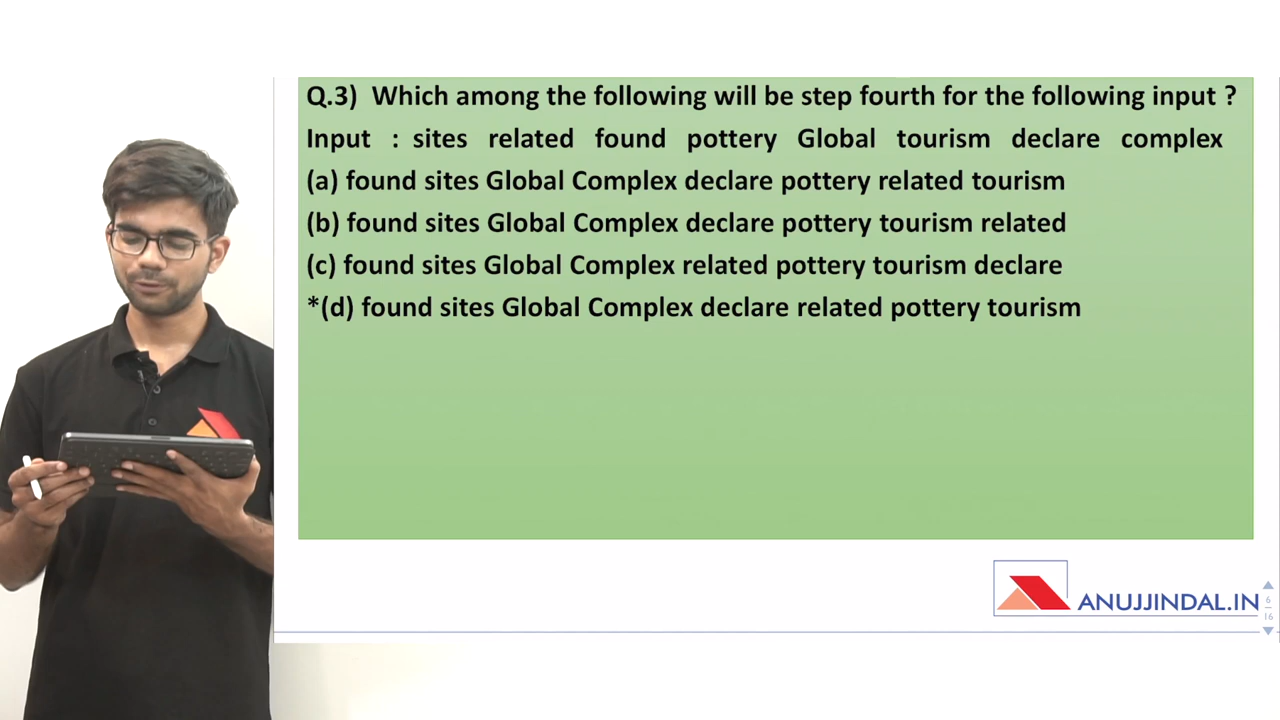 Q.3) Which among the following will be step fourth for the following input ?
Input : sites related found pottery Global tourism declare complex
(a) found sites Global Complex declare pottery related tourism
(b) found sites Global Complex declare pottery tourism related
(c) found sites Global Complex related pottery tourism declare
*(d) found sites Global Complex declare related pottery tourism
ANUJJINDAL.IN
6
16